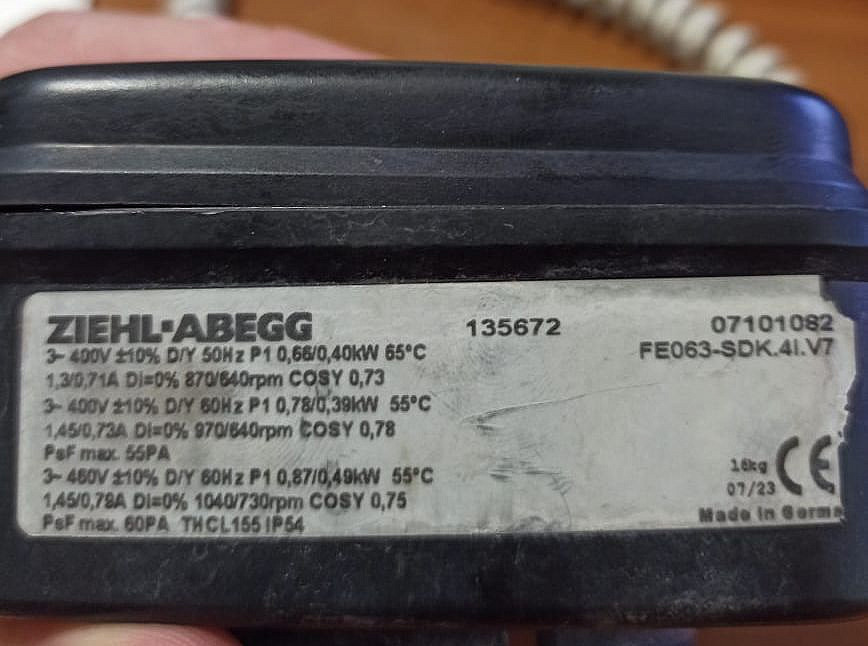 ZIEHL-ABEGG 135672 07101082
FE063-SDK.4I.V7
3~ 400V ±10% D/Y 50Hz P1 0,66/0,40kW 65°C
1,3/0,71A DI=0% 870/640rpm COSY 0,73
3~ 400V ±10% D/Y 60Hz P1 0,78/0,39kW 55°C
1,45/0,73A DI=0% 970/640rpm COSY 0,78
PsF max. 55PA
3~ 460V ±10% D/Y 60Hz P1 0,87/0,49kW 55°C
1,45/0,78A DI=0% 1040/730rpm COSY 0,75
PsF max. 60PA THCL155 IP54
16kg CE
07/23
Made in Germa